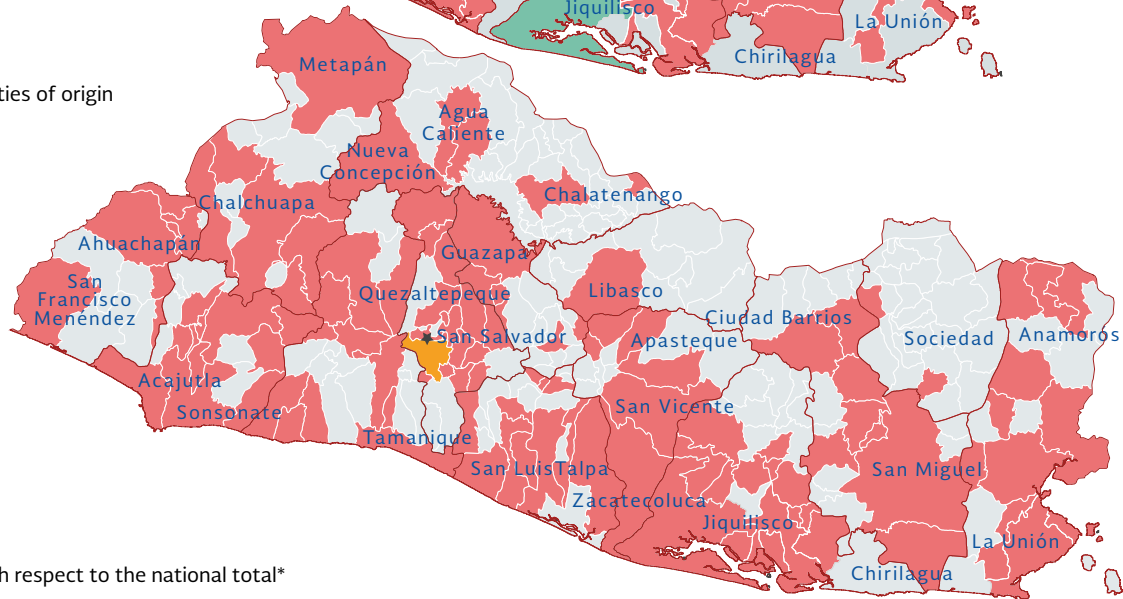 Jiquilisco
La Unión
Chirilagua
Metapán
ties of origin
Agua
Caliente
Nueva
Concepción
Chalatenango
Chalchuapa
Ahuachapán
Guazapa
San
Francisco
Menéndez
Quezaltepeque
Libasco
Ciudad Barrios
San Salvador
Apasteque
Sociedad
Anamorós
Acajutla
Sonsonate
San Vicente
Tamanique
San LuisTalpa
San Miguel
Zacatecoluca
Jiquilisco
La Unión
Chirilagua
h respect to the national total*